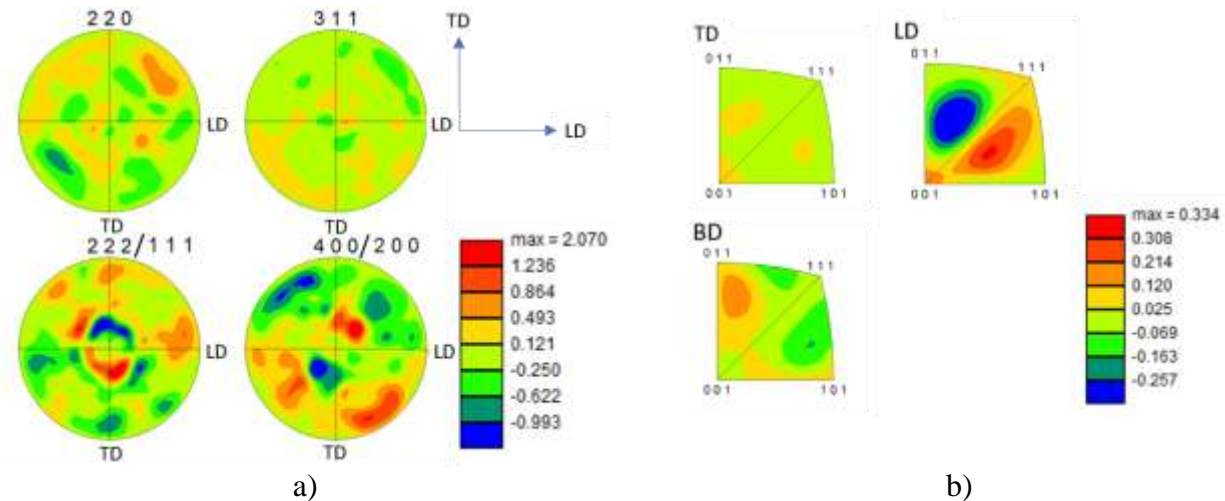 2 2 0
3 1 1
TD
LD
LD
LD
TD
TD
2 2 2/1 1 1
4 0 0/2 0 0
max = 2.070
1.236
0.864
0.493
0.121
-0.250
-0.622
-0.993
LD
LD
TD
TD
a)
TD
0 1 1
1 1 1
0 0 1
1 0 1
LD
0 1 1
1 1 1
0 0 1
1 0 1
BD
0 1 1
1 1 1
0 0 1
1 0 1
max = 0.334
0.308
0.214
0.120
0.025
-0.069
-0.163
-0.257
b)